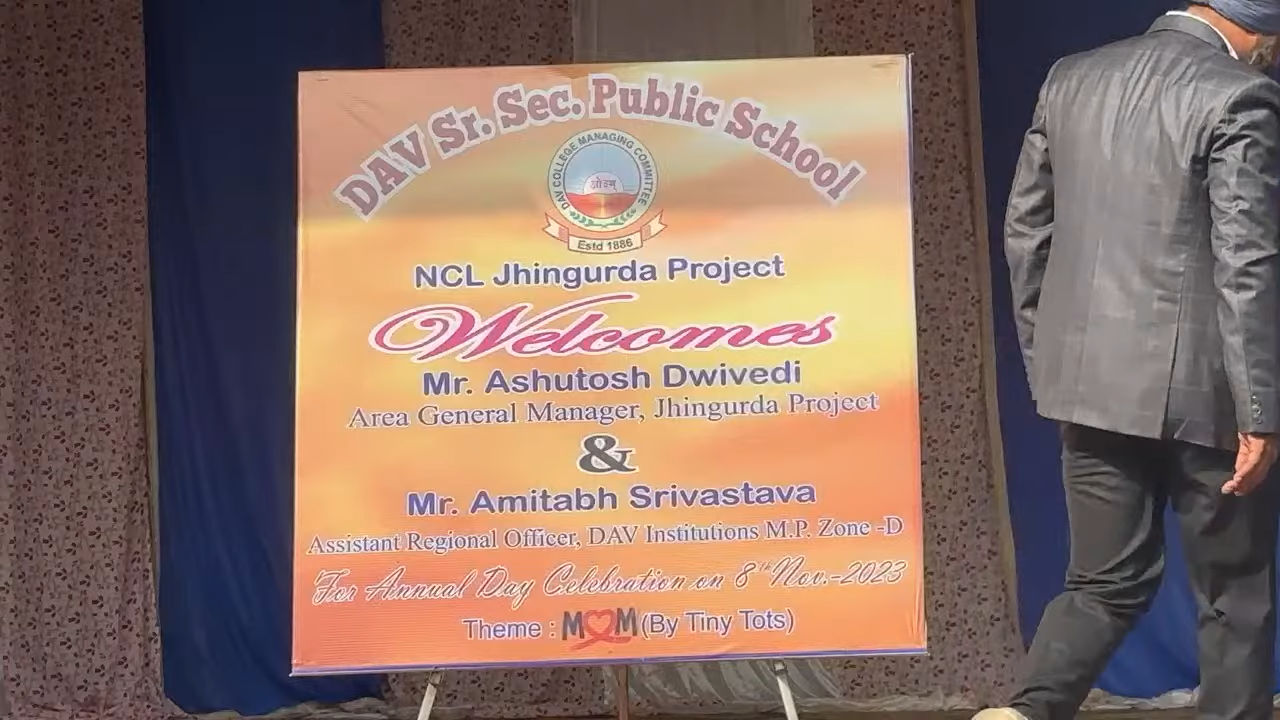 DAV Sr. Sec. Public School
DAV COLLEGE MANAGING COMMITTEE
ओ३म्
Estd 1886
NCL Jhingurda Project
Welcomes
Mr. Ashutosh Dwivedi
Area General Manager, Jhingurda Project
&
Mr. Amitabh Srivastava
Assistant Regional Officer, DAV Institutions M.P. Zone -D
For Annual Day Celebration on 8th Nov.-2023
Theme : MOM (By Tiny Tots)